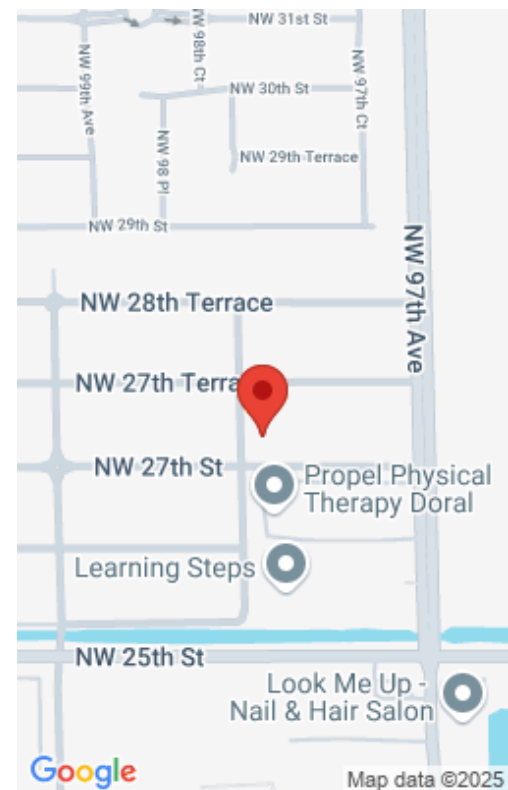 NW 31st St
NW 98th Ct
NW 99th Ave
NW 97th Ct
NW 30th St
NW 98 Pl
NW 29th Terrace
NW 29th St
NW 97th Ave
NW 28th Terrace
NW 27th Terra
NW 27th St
Propel Physical
Therapy Doral
Learning Steps
NW 25th St
Look Me Up -
Nail & Hair Salon
Google
Map data ©2025